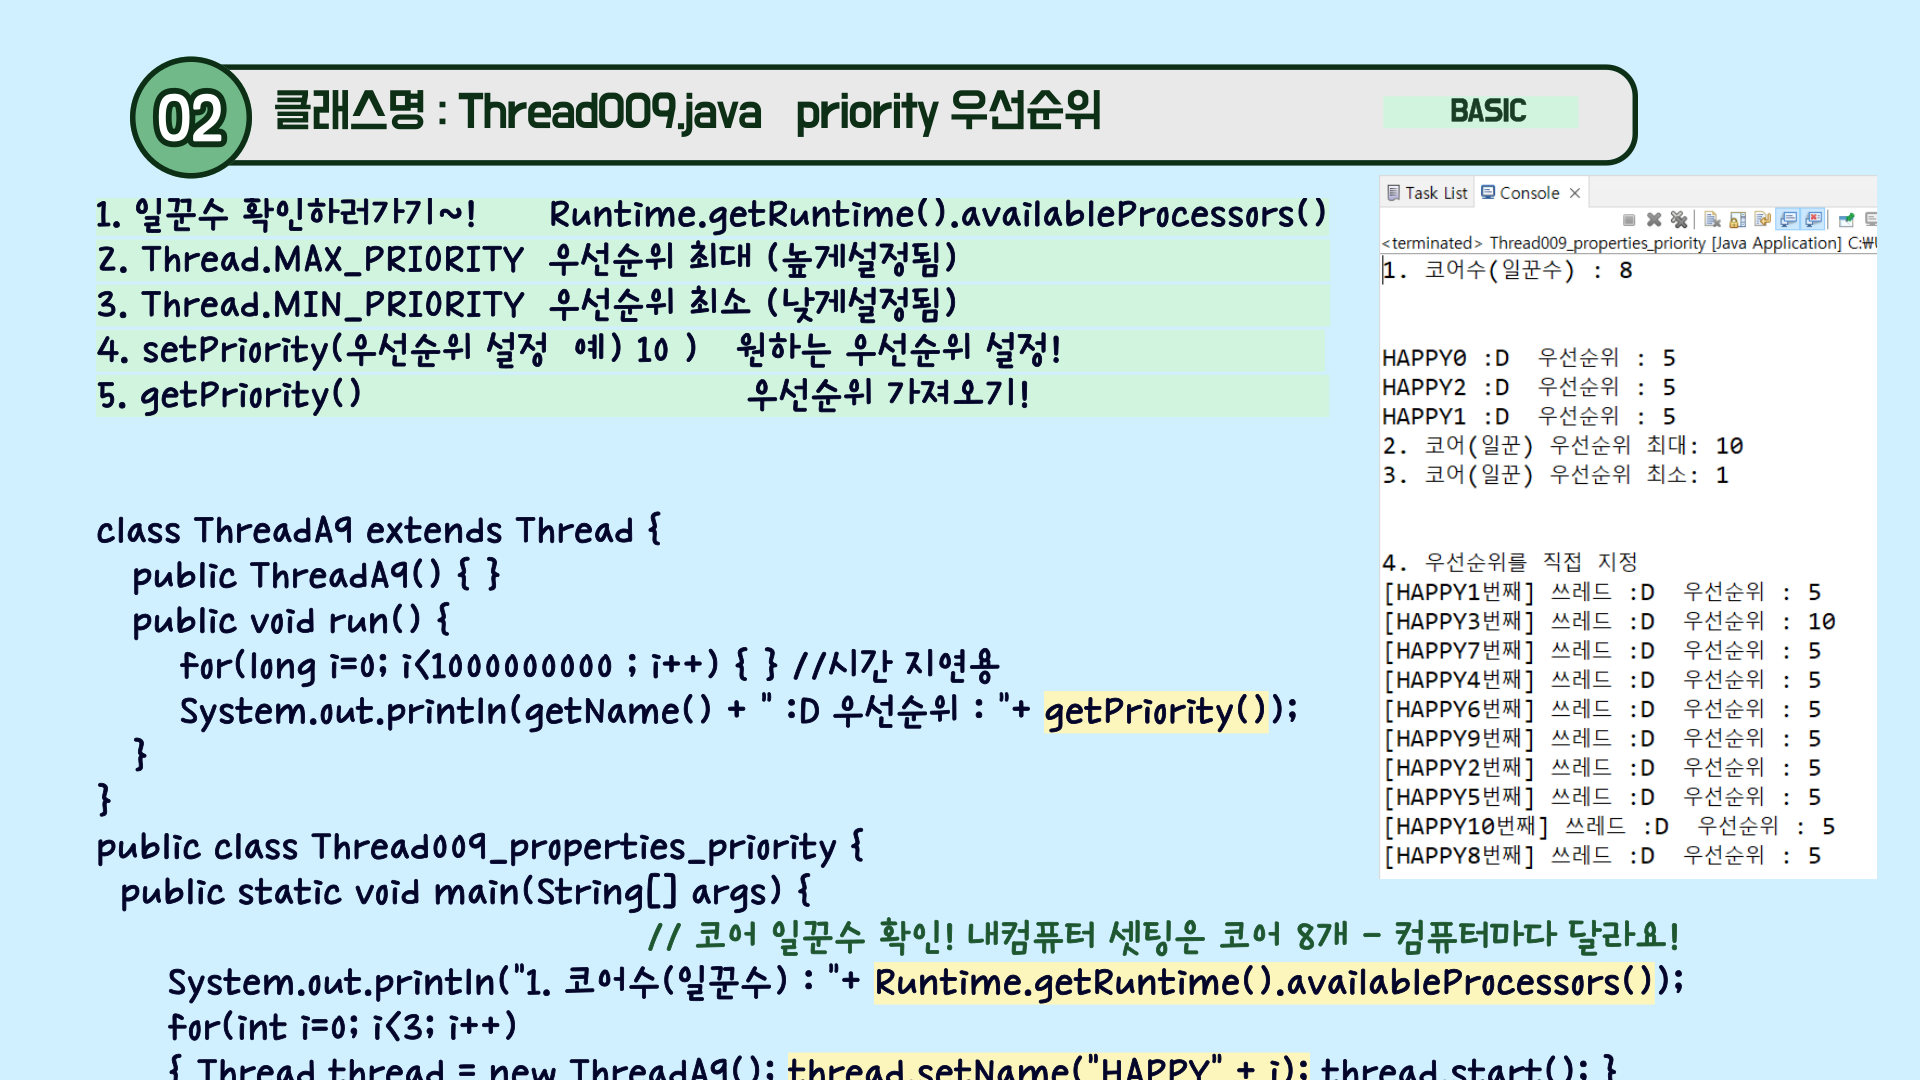 02 클래스명 : Thread009.java priority 우선순위 BASIC
1. 일꾼수 확인하러가기~! Runtime.getRuntime().availableProcessors()
2. Thread.MAX_PRIORITY 우선순위 최대 (높게설정됨)
3. Thread.MIN_PRIORITY 우선순위 최소 (낮게설정됨)
4. setPriority(우선순위 설정 예) 10 ) 원하는 우선순위 설정!
5. getPriority() 우선순위 가져오기!
class ThreadA9 extends Thread {
public ThreadA9() { }
public void run() {
for(long i=0; i<1000000000 ; i++) { } //시간 지연용
System.out.println(getName() + " :D 우선순위 : "+ getPriority());
}
}
public class Thread009_properties_priority {
public static void main(String[] args) {
// 코어 일꾼수 확인! 내컴퓨터 셋팅은 코어 8개 - 컴퓨터마다 달라요!
System.out.println("1. 코어수(일꾼수) : "+ Runtime.getRuntime().availableProcessors());
for(int i=0; i<3; i++)
{ Thread thread = new ThreadA9(); thread.setName("HAPPY" + i); thread.start(); }
Task List Console
<terminated> Thread009_properties_priority [Java Application] C:₩
1. 코어수(일꾼수) : 8
HAPPY0 :D 우선순위 : 5
HAPPY2 :D 우선순위 : 5
HAPPY1 :D 우선순위 : 5
2. 코어(일꾼) 우선순위 최대: 10
3. 코어(일꾼) 우선순위 최소: 1
4. 우선순위를 직접 지정
[HAPPY1번째] 쓰레드 :D 우선순위 : 5
[HAPPY3번째] 쓰레드 :D 우선순위 : 10
[HAPPY7번째] 쓰레드 :D 우선순위 : 5
[HAPPY4번째] 쓰레드 :D 우선순위 : 5
[HAPPY6번째] 쓰레드 :D 우선순위 : 5
[HAPPY9번째] 쓰레드 :D 우선순위 : 5
[HAPPY2번째] 쓰레드 :D 우선순위 : 5
[HAPPY5번째] 쓰레드 :D 우선순위 : 5
[HAPPY10번째] 쓰레드 :D 우선순위 : 5
[HAPPY8번째] 쓰레드 :D 우선순위 : 5